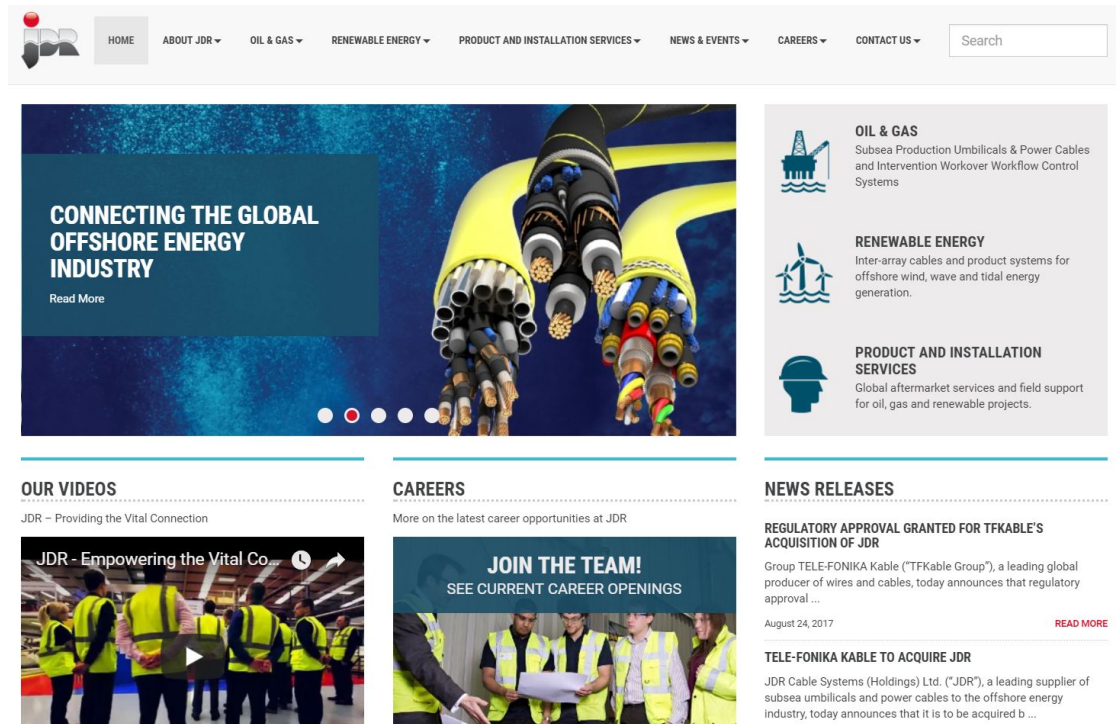 JDR
HOME
ABOUT JDR
OIL & GAS
RENEWABLE ENERGY
PRODUCT AND INSTALLATION SERVICES
NEWS & EVENTS
CAREERS
CONTACT US
Search
CONNECTING THE GLOBAL
OFFSHORE ENERGY
INDUSTRY
Read More
OIL & GAS
Subsea Production Umbilicals & Power Cables
and Intervention Workover Workflow Control
Systems
RENEWABLE ENERGY
Inter-array cables and product systems for
offshore wind, wave and tidal energy
generation.
PRODUCT AND INSTALLATION
SERVICES
Global aftermarket services and field support
for oil, gas and renewable projects.
OUR VIDEOS
JDR – Providing the Vital Connection
JDR - Empowering the Vital Co...
CAREERS
More on the latest career opportunities at JDR
JOIN THE TEAM!
SEE CURRENT CAREER OPENINGS
NEWS RELEASES
REGULATORY APPROVAL GRANTED FOR TFKABLE'S
ACQUISITION OF JDR
Group TELE-FONIKA Kable (“TFKable Group”), a leading global
producer of wires and cables, today announces that regulatory
approval ...
August 24, 2017
READ MORE
TELE-FONIKA KABLE TO ACQUIRE JDR
JDR Cable Systems (Holdings) Ltd. (“JDR”), a leading supplier of
subsea umbilicals and power cables to the offshore energy
industry, today announces that it is to be acquired b ...